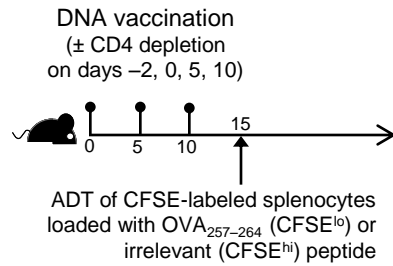 DNA vaccination
(± CD4 depletion
on days –2, 0, 5, 10)
15
0 5 10
ADT of CFSE-labeled splenocytes
loaded with OVA₂₅₇₋₂₆₄ (CFSEˡᵒ) or
irrelevant (CFSEʰⁱ) peptide